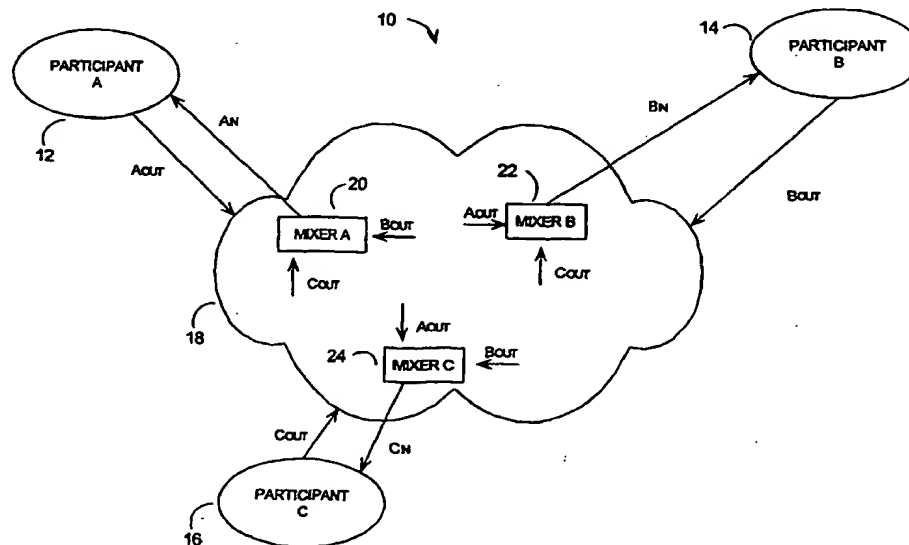 10
14
PARTICIPANT
A
PARTICIPANT
B
AIN
BIN
12
AOUT
20
22
BOUT
AOUT
MIXER A
BOUT
MIXER B
COUT
COUT
18
AOUT
24
MIXER C
BOUT
COUT
CIN
PARTICIPANT
C
16